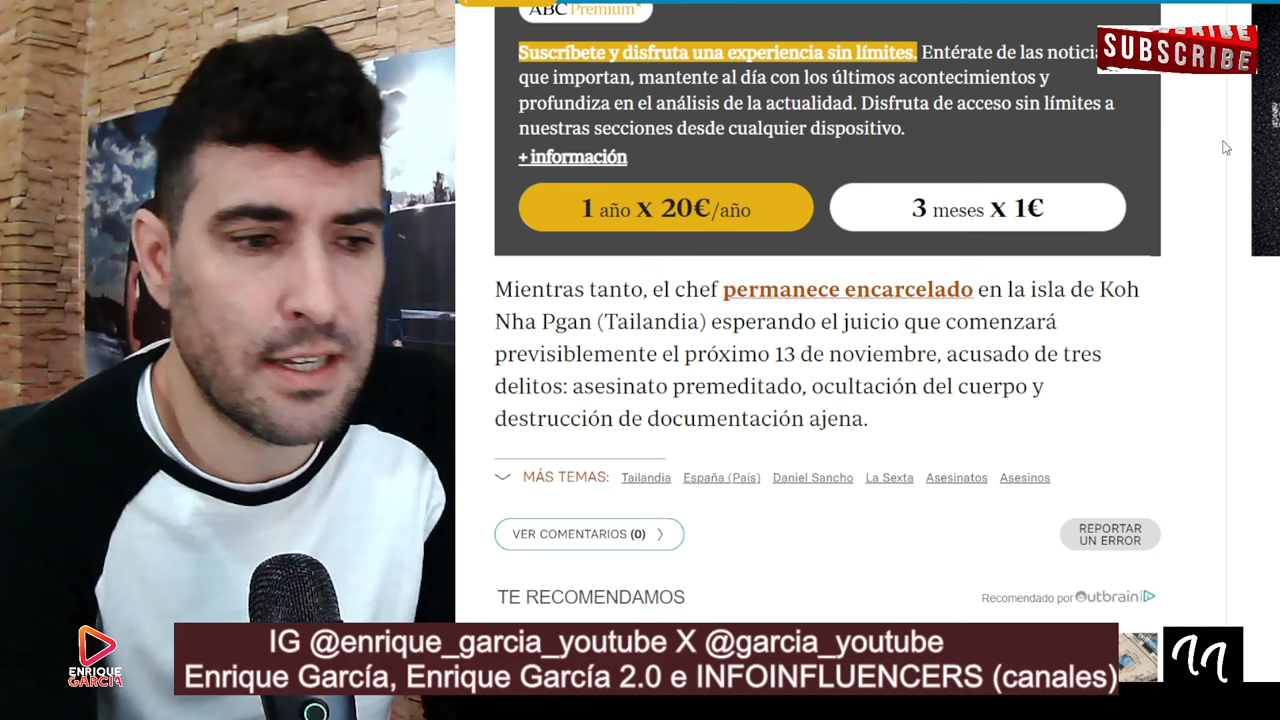 ABC Premium*
SUBSCRIBE
Suscríbete y disfruta una experiencia sin límites. Entérate de las
que importan, mantente al día con los últimos acontecimientos y
profundiza en el análisis de la actualidad. Disfruta de acceso sin límites a
nuestras secciones desde cualquier dispositivo.
+ información
1 año x 20€/año
3 meses x 1€
Mientras tanto, el chef permanece encarcelado en la isla de Koh
Nha Pgan (Tailandia) esperando el juicio que comenzará
previsiblemente el próximo 13 de noviembre, acusado de tres
delitos: asesinato premeditado, ocultación del cuerpo y
destrucción de documentación ajena.
MÁS TEMAS: Tailandia España (País) Daniel Sancho La Sexta Asesinatos Asesinos
VER COMENTARIOS (0)
REPORTAR
UN ERROR
TE RECOMENDAMOS
Recomendado por Outbrain
IG @enrique_garcia_youtube X @garcia_youtube
Enrique García, Enrique García 2.0 e INFOINFLUENCERS (canales)
ENRIQUE
GARCÍA